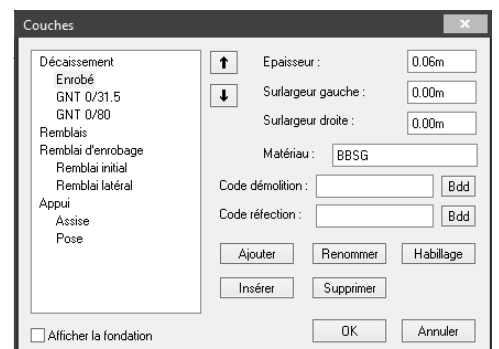 Couches
Décaissement
Enrobé
GNT 0/31.5
GNT 0/80
Remblais
Remblai d'enrobage
Remblai initial
Remblai latéral
Appui
Assise
Pose
Epaisseur : 0.06m
Surlargeur gauche : 0.00m
Surlargeur droite : 0.00m
Matériau : BBSG
Code démolition : Bdd
Code réfection : Bdd
Ajouter Renommer Habillage
Insérer Supprimer
Afficher la fondation OK Annuler